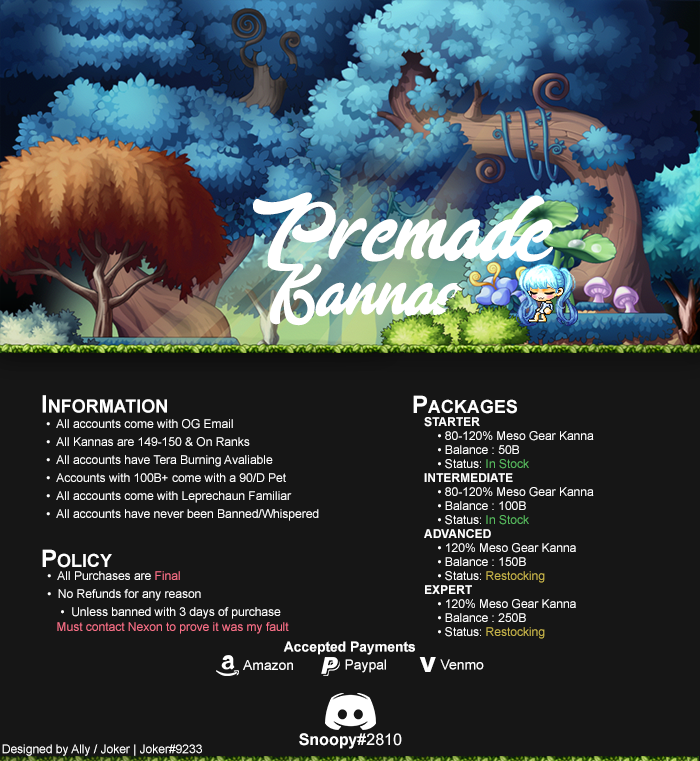 Premade
Kannas
INFORMATION
• All accounts come with OG Email
• All Kannas are 149-150 & On Ranks
• All accounts have Tera Burning Avaliable
• Accounts with 100B+ come with a 90/D Pet
• All accounts come with Leprechaun Familiar
• All accounts have never been Banned/Whispered
POLICY
• All Purchases are Final
• No Refunds for any reason
• Unless banned with 3 days of purchase
Must contact Nexon to prove it was my fault
PACKAGES
STARTER
• 80-120% Meso Gear Kanna
• Balance : 50B
• Status: In Stock
INTERMEDIATE
• 80-120% Meso Gear Kanna
• Balance : 100B
• Status: In Stock
ADVANCED
• 120% Meso Gear Kanna
• Balance : 150B
• Status: Restocking
EXPERT
• 120% Meso Gear Kanna
• Balance : 250B
• Status: Restocking
Accepted Payments
Amazon Paypal Venmo
Snoopy#2810
Designed by Ally / Joker | Joker#9233